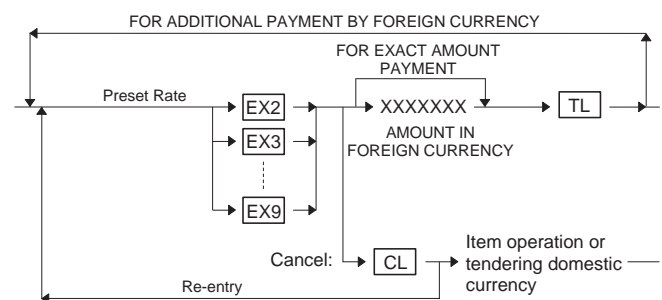 FOR ADDITIONAL PAYMENT BY FOREIGN CURRENCY
FOR EXACT AMOUNT
PAYMENT
Preset Rate
EX2
XXXXXXX
TL
EX3
AMOUNT IN
FOREIGN CURRENCY
EX9
Cancel:
CL
Item operation or
tendering domestic
currency
Re-entry